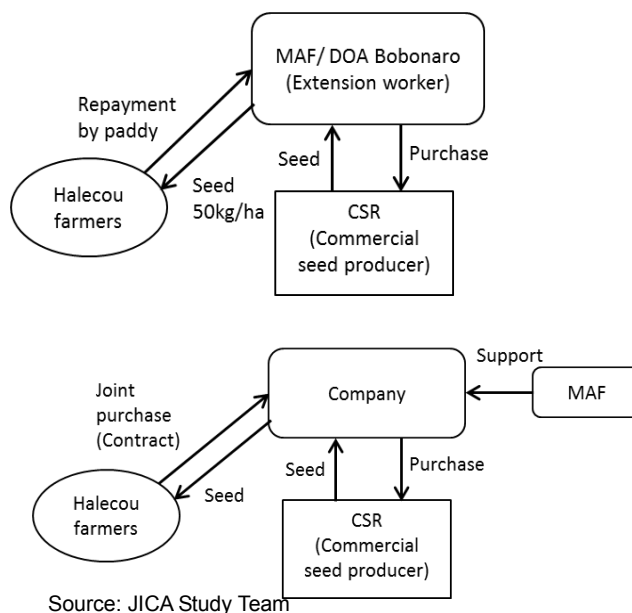 MAF/ DOA Bobonaro
(Extension worker)
Repayment
by paddy
Seed
Purchase
Halecou
farmers
Seed
50kg/ha
CSR
(Commercial
seed producer)
Support
Joint
purchase
(Contract)
Company
MAF
Seed
Seed
Purchase
Halecou
farmers
CSR
(Commercial
seed producer)
Source: JICA Study Team